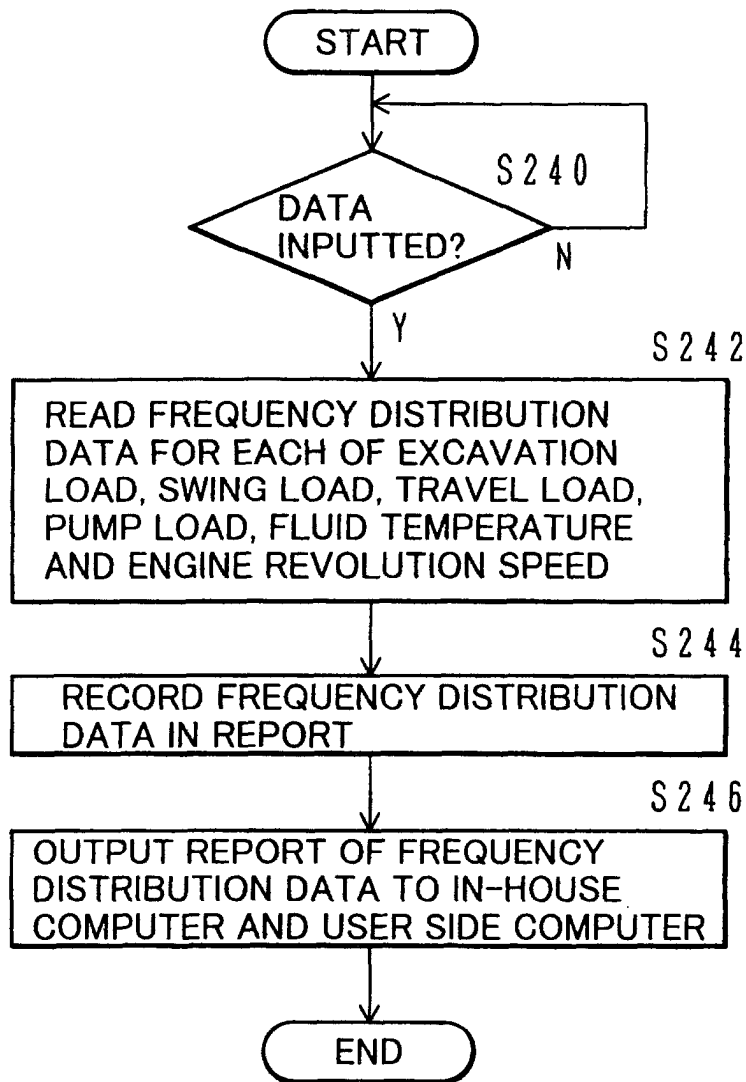 START
S240
DATA
INPUTTED?
N
Y
S242
READ FREQUENCY DISTRIBUTION
DATA FOR EACH OF EXCAVATION
LOAD, SWING LOAD, TRAVEL LOAD,
PUMP LOAD, FLUID TEMPERATURE
AND ENGINE REVOLUTION SPEED
S244
RECORD FREQUENCY DISTRIBUTION
DATA IN REPORT
S246
OUTPUT REPORT OF FREQUENCY
DISTRIBUTION DATA TO IN-HOUSE
COMPUTER AND USER SIDE COMPUTER
END